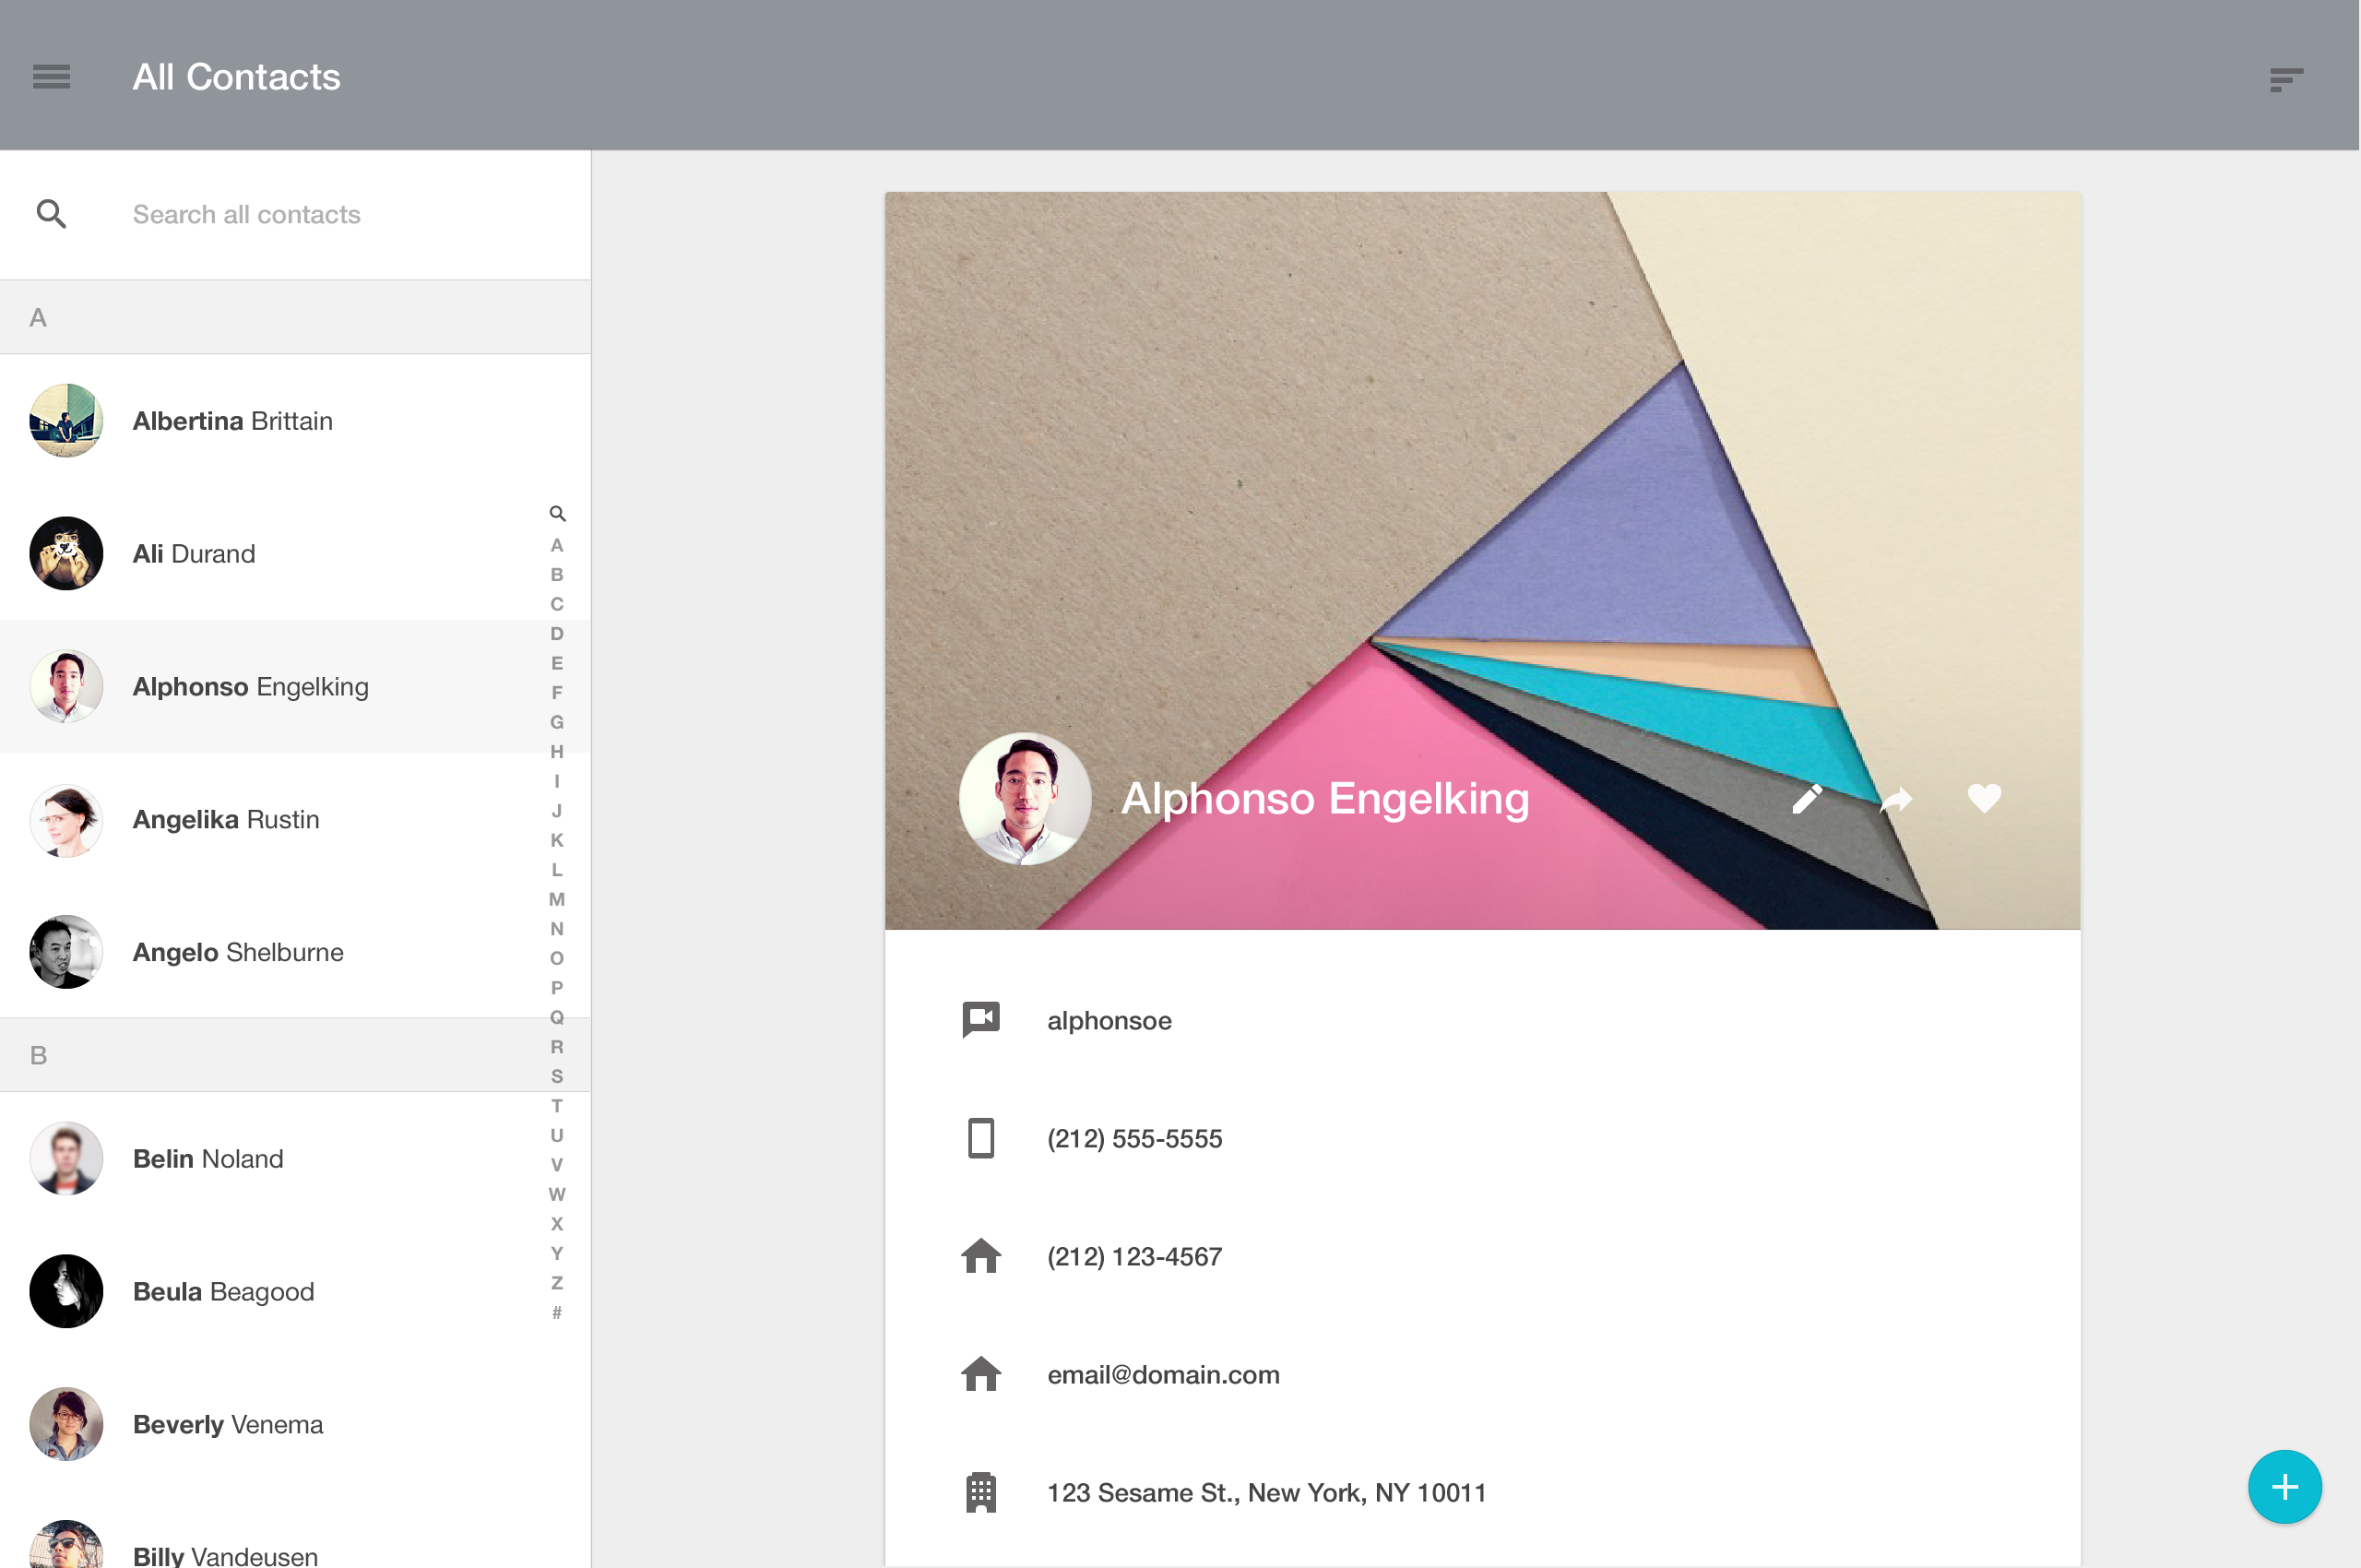 All Contacts
Search all contacts
A
Albertina Brittain
Ali Durand
Alphonso Engelking
Angelika Rustin
Angelo Shelburne
B
Belin Noland
Beula Beagood
Beverly Venema
Billy Vandeusen
A
B
C
D
E
F
G
H
I
J
K
L
M
N
O
P
Q
R
S
T
U
V
W
X
Y
Z
#
Alphonso Engelking
alphonsoe
(212) 555-5555
(212) 123-4567
email@domain.com
123 Sesame St., New York, NY 10011